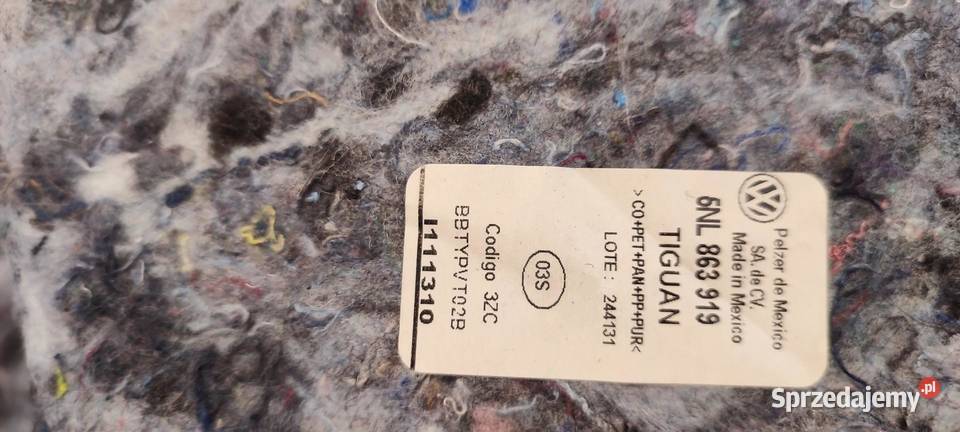 Pelzer de Mexico
SA. de CV.
Made in Mexico
6NL 863 919
TIGUAN
>CO+PET+PAN+PP+PUR<
LOTE: 244131
03S
Codigo 3ZC
BBTYPVT02B
I111310
Sprzedajemy.pl